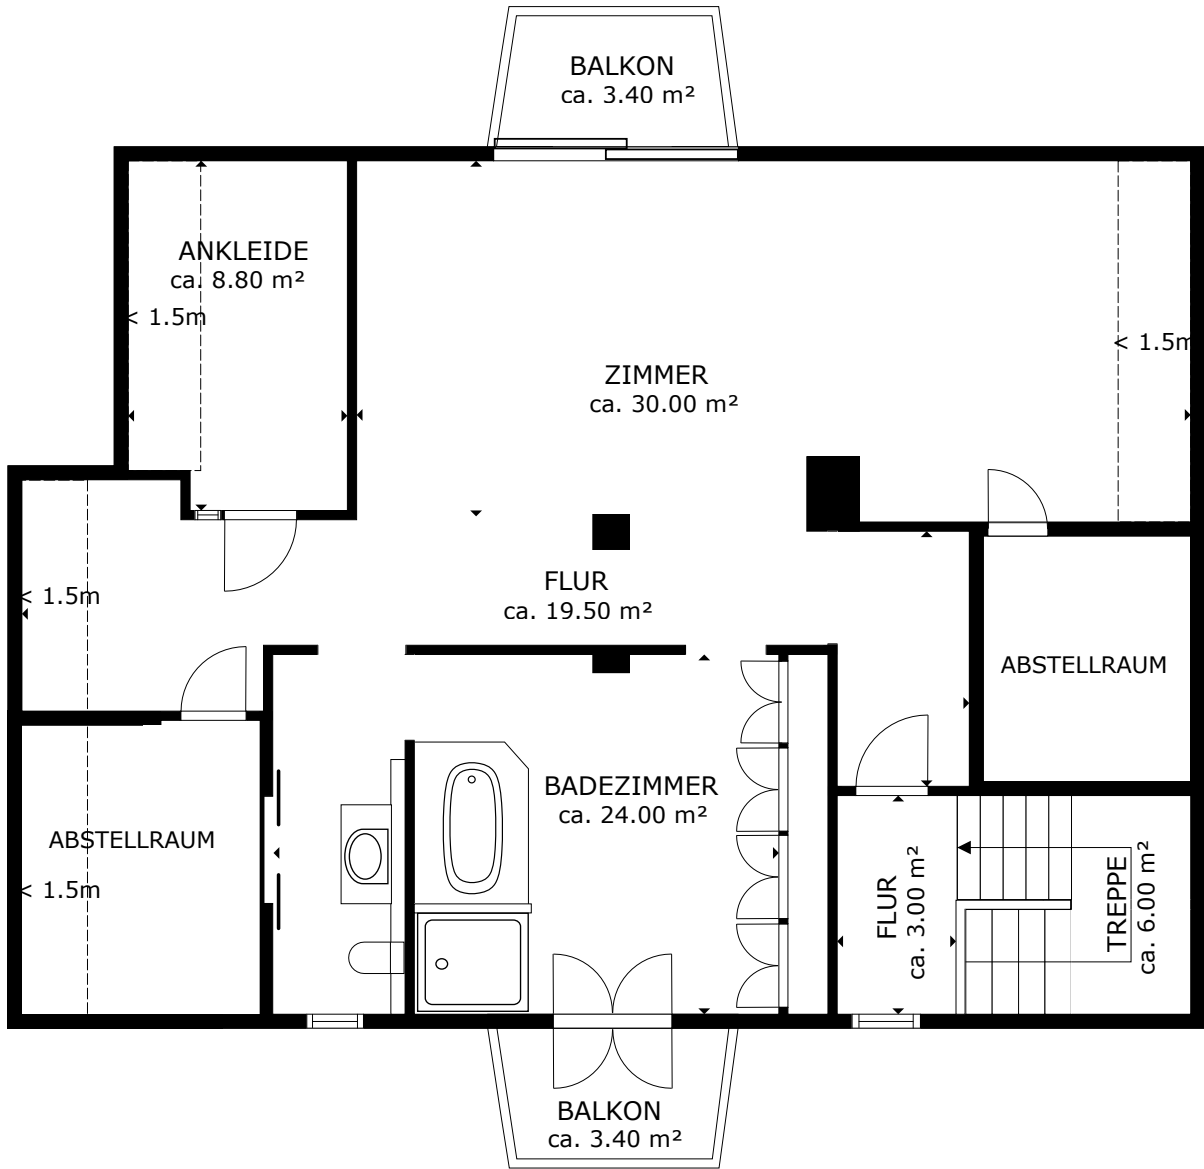 BALKON
ca. 3.40 m²
ANKLEIDE
ca. 8.80 m²
< 1.5m
< 1.5m
ZIMMER
ca. 30.00 m²
FLUR
ca. 19.50 m²
< 1.5m
ABSTELLRAUM
BADEZIMMER
ca. 24.00 m²
ABSTELLRAUM
< 1.5m
FLUR
ca. 3.00 m²
TREPPE
ca. 6.00 m²
BALKON
ca. 3.40 m²